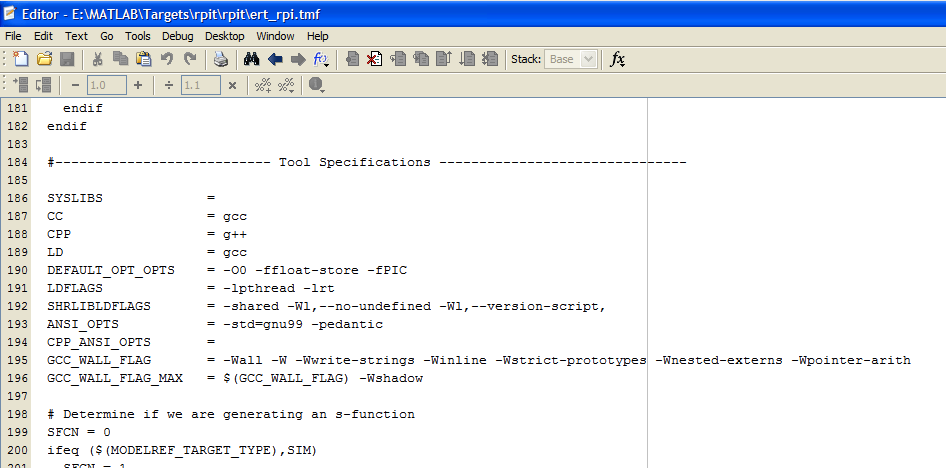 Editor - E:\MATLAB\Targets\rpit\rpit\ert_rpi.tmf
File Edit Text Go Tools Debug Desktop Window Help
Stack: Base fx
− 1.0 + ÷ 1.1 ×
181 endif
182 endif
183
184 #--------------------------- Tool Specifications -------------------------------
185
186 SYSLIBS =
187 CC = gcc
188 CPP = g++
189 LD = gcc
190 DEFAULT_OPT_OPTS = -O0 -ffloat-store -fPIC
191 LDFLAGS = -lpthread -lrt
192 SHRLIBLDFLAGS = -shared -Wl,--no-undefined -Wl,--version-script,
193 ANSI_OPTS = -std=gnu99 -pedantic
194 CPP_ANSI_OPTS =
195 GCC_WALL_FLAG = -Wall -W -Wwrite-strings -Winline -Wstrict-prototypes -Wnested-externs -Wpointer-arith
196 GCC_WALL_FLAG_MAX = $(GCC_WALL_FLAG) -Wshadow
197
198 # Determine if we are generating an s-function
199 SFCN = 0
200 ifeq ($(MODELREF_TARGET_TYPE),SIM)
201 SFCN = 1